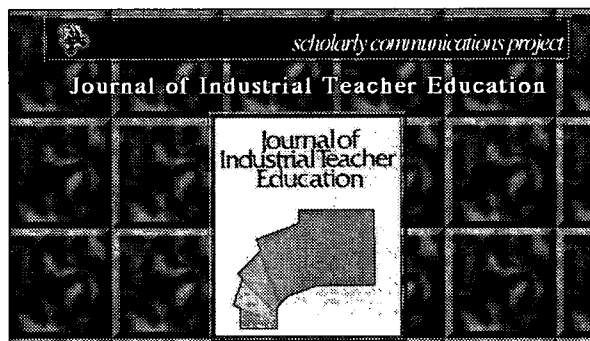 scholarly communications project
Journal of Industrial Teacher Education
Journal of
Industrial Teacher
Education